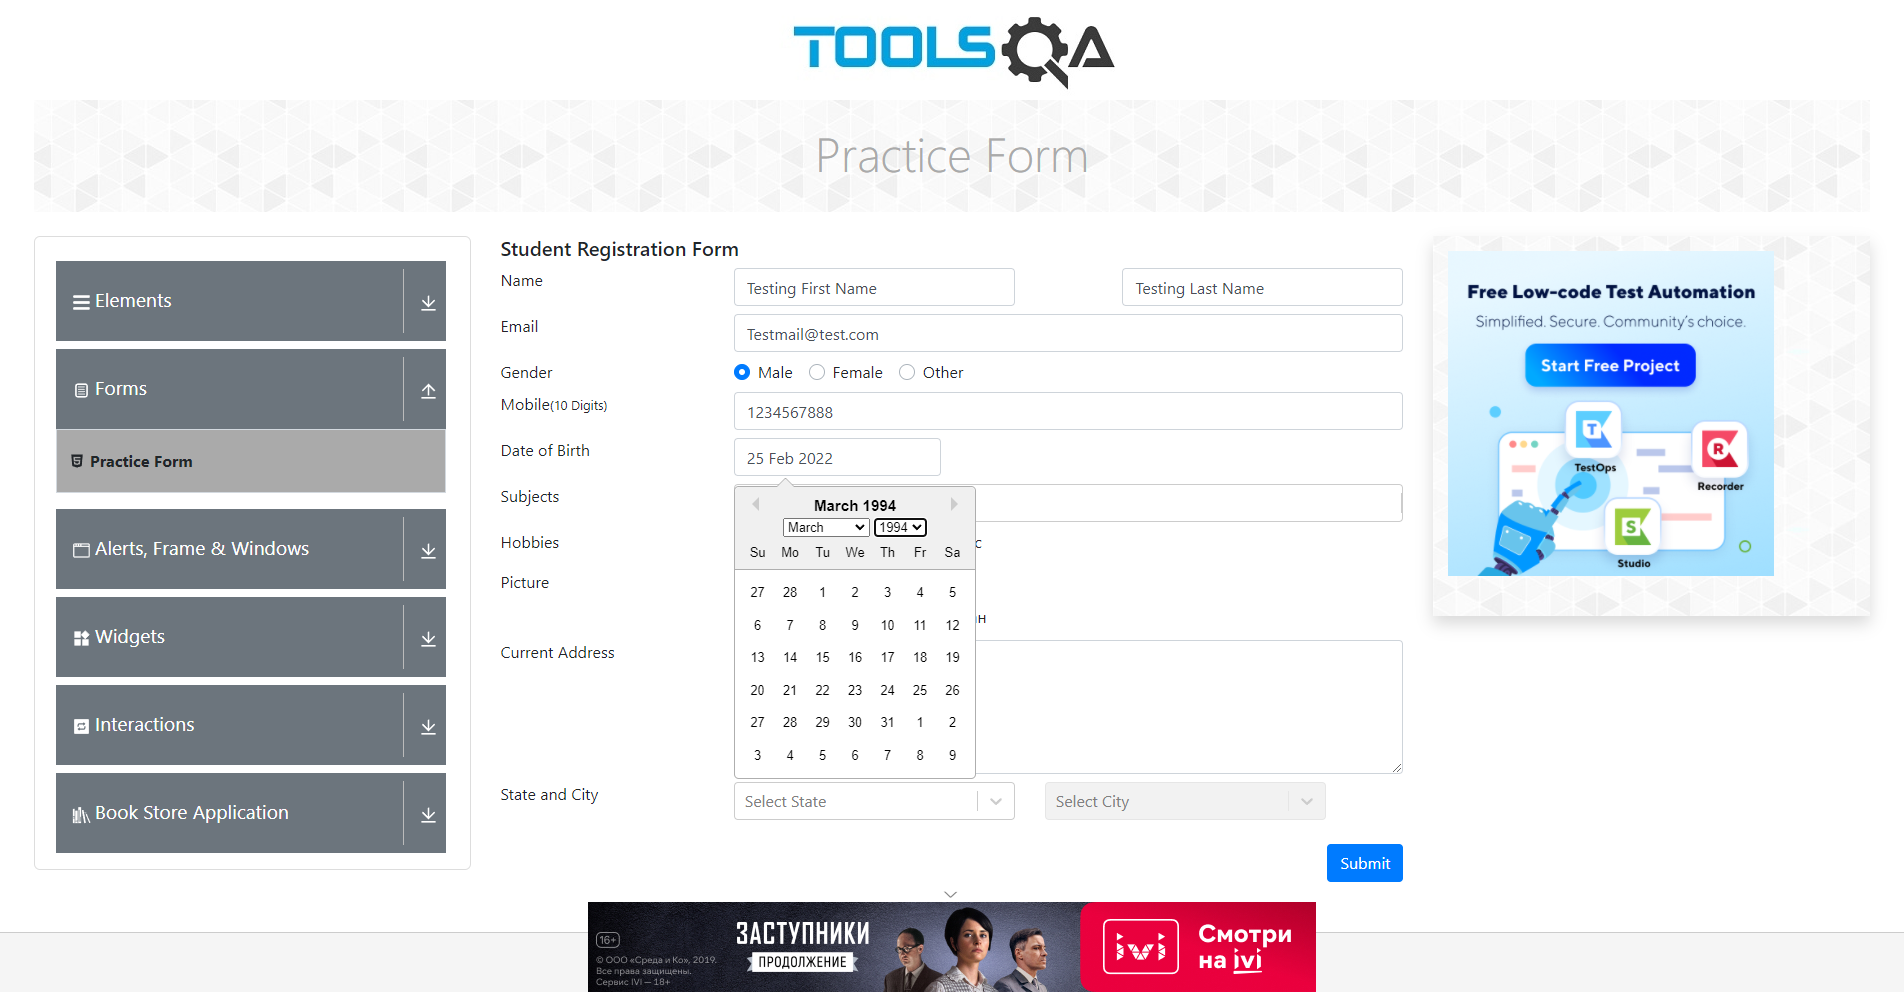 TOOLSQA
Practice Form
Elements
Forms
Practice Form
Alerts, Frame & Windows
Widgets
Interactions
Book Store Application
Student Registration Form
Name
Testing First Name
Testing Last Name
Email
Testmail@test.com
Gender
Male Female Other
Mobile(10 Digits)
1234567888
Date of Birth
25 Feb 2022
Subjects
Hobbies
Picture
Current Address
March 1994
March 1994
Su Mo Tu We Th Fr Sa
27 28 1 2 3 4 5
6 7 8 9 10 11 12
13 14 15 16 17 18 19
20 21 22 23 24 25 26
27 28 29 30 31 1 2
3 4 5 6 7 8 9
с
н
State and City
Select State
Select City
Submit
Free Low-code Test Automation
Simplified. Secure. Community's choice.
Start Free Project
T
TestOps
R
Recorder
S
Studio
16+
© ООО «Среда и Ко», 2019.
Все права защищены.
Сервис IVI — 18+
ЗАСТУПНИКИ
ПРОДОЛЖЕНИЕ
ivi
Смотри
на ivi